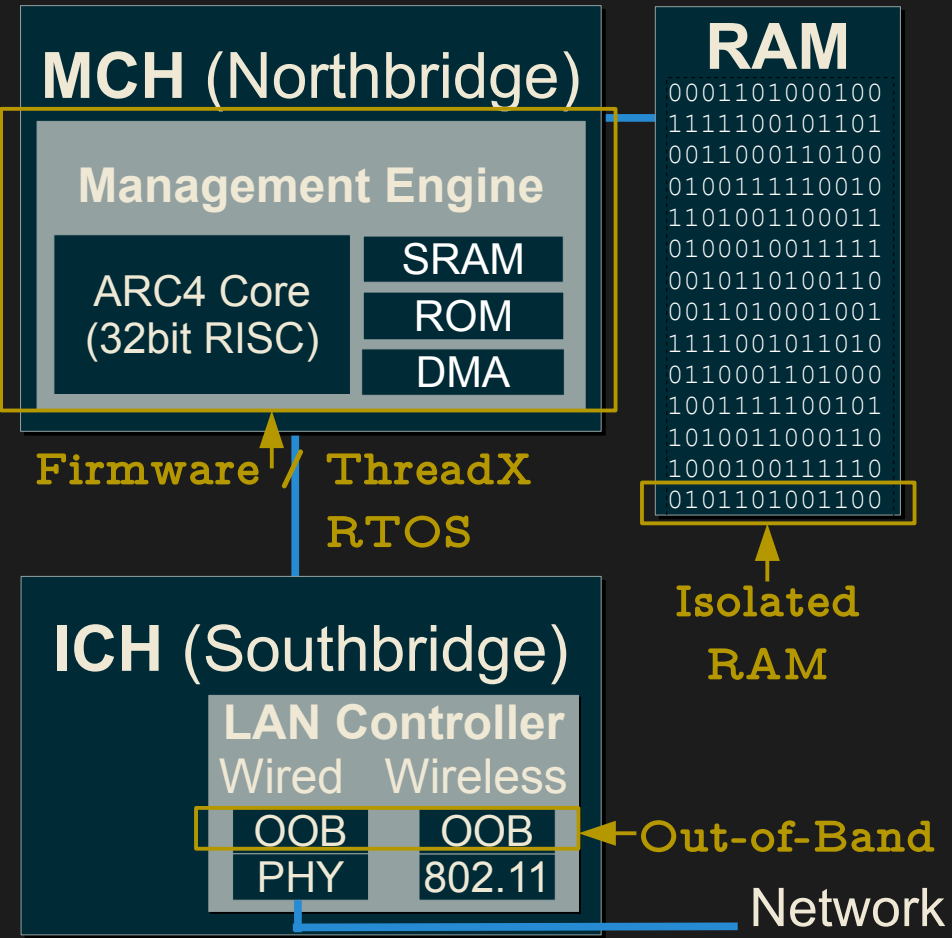 MCH (Northbridge)
Management Engine
ARC4 Core
(32bit RISC)
SRAM
ROM
DMA
RAM
0001101000100
1111100101101
0011000110100
0100111110010
1101001100011
0100010011111
0010110100110
0011010001001
1111001011010
0110001101000
1001111100101
1010011000110
1000100111110
0101101001100
Firmware / ThreadX
RTOS
Isolated
RAM
ICH (Southbridge)
LAN Controller
Wired Wireless
OOB OOB
PHY 802.11
Out-of-Band
Network